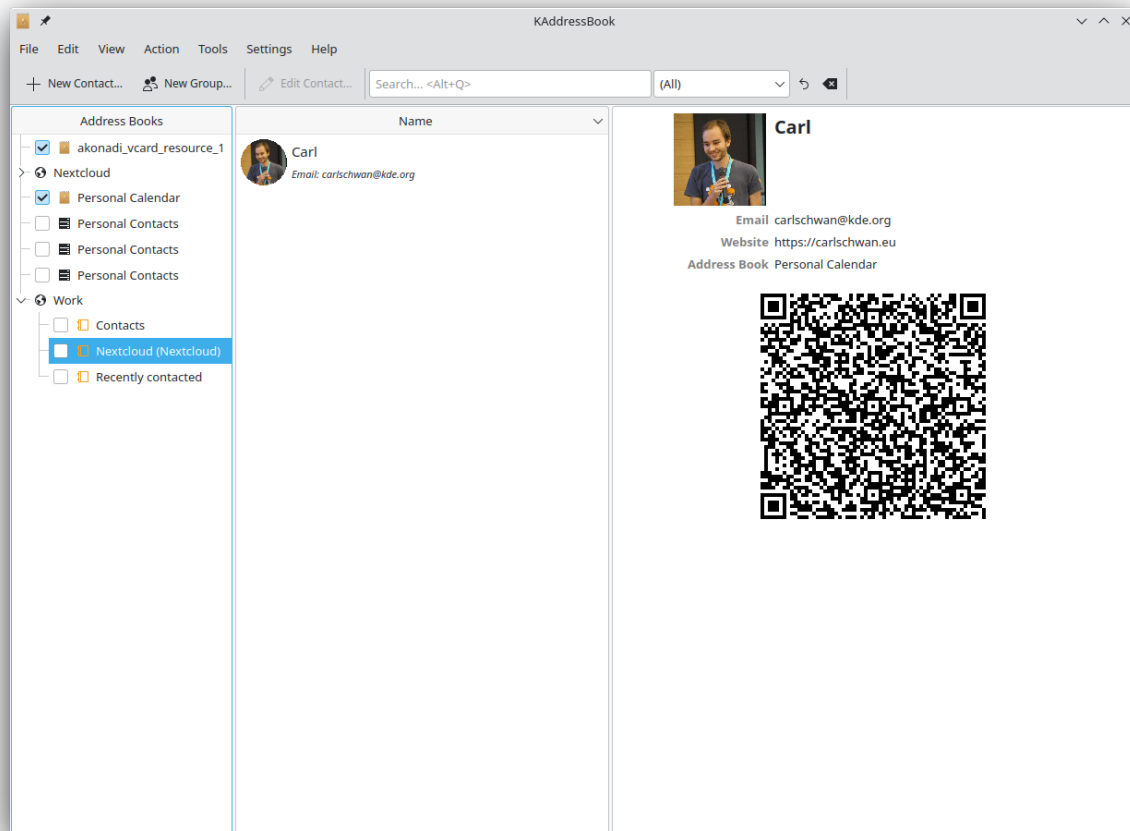 KAddressBook
File Edit View Action Tools Settings Help
New Contact... New Group... Edit Contact... Search... <Alt+Q> (All)
Address Books
akonadi_vcard_resource_1
Nextcloud
Personal Calendar
Personal Contacts
Personal Contacts
Personal Contacts
Work
Contacts
Nextcloud (Nextcloud)
Recently contacted
Name
Carl
Email: carlschwan@kde.org
Carl
Email carlschwan@kde.org
Website https://carlschwan.eu
Address Book Personal Calendar